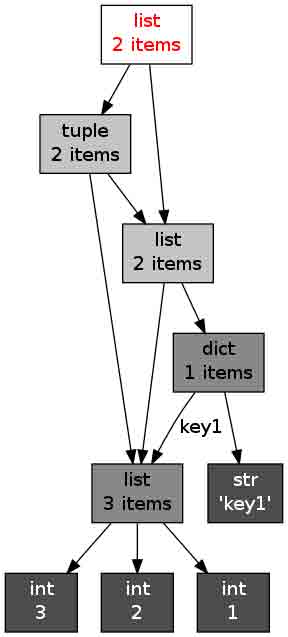 list
2 items
tuple
2 items
list
2 items
dict
1 items
key1
list
3 items
str
'key1'
int
3
int
2
int
1